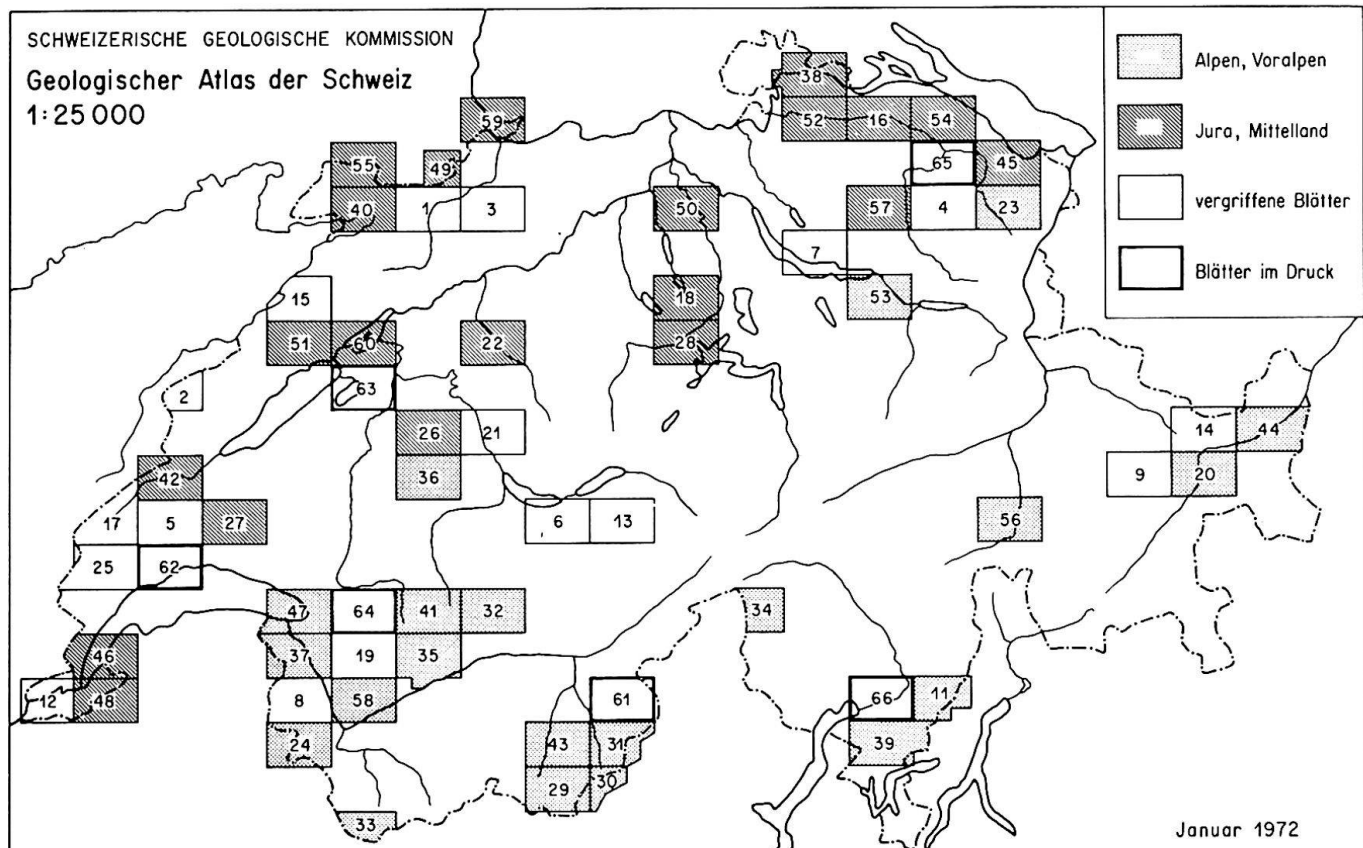 SCHWEIZERISCHE GEOLOGISCHE KOMMISSION
Geologischer Atlas der Schweiz
1:25 000
Alpen, Voralpen
Jura, Mittelland
vergriffene Blätter
Blätter im Druck
38
59
52 16 54
55 49
65 45
40 1 3
50
57 4 23
7
15
18
53
51 60 22
28
63
2
26 21
14 44
42
36
9 20
17 5 27
6 13
56
25 62
47 64 41 32
34
46
37 19 35
12 48
8 58
61
66 11
24
43 31
39
29 30
33
Januar 1972